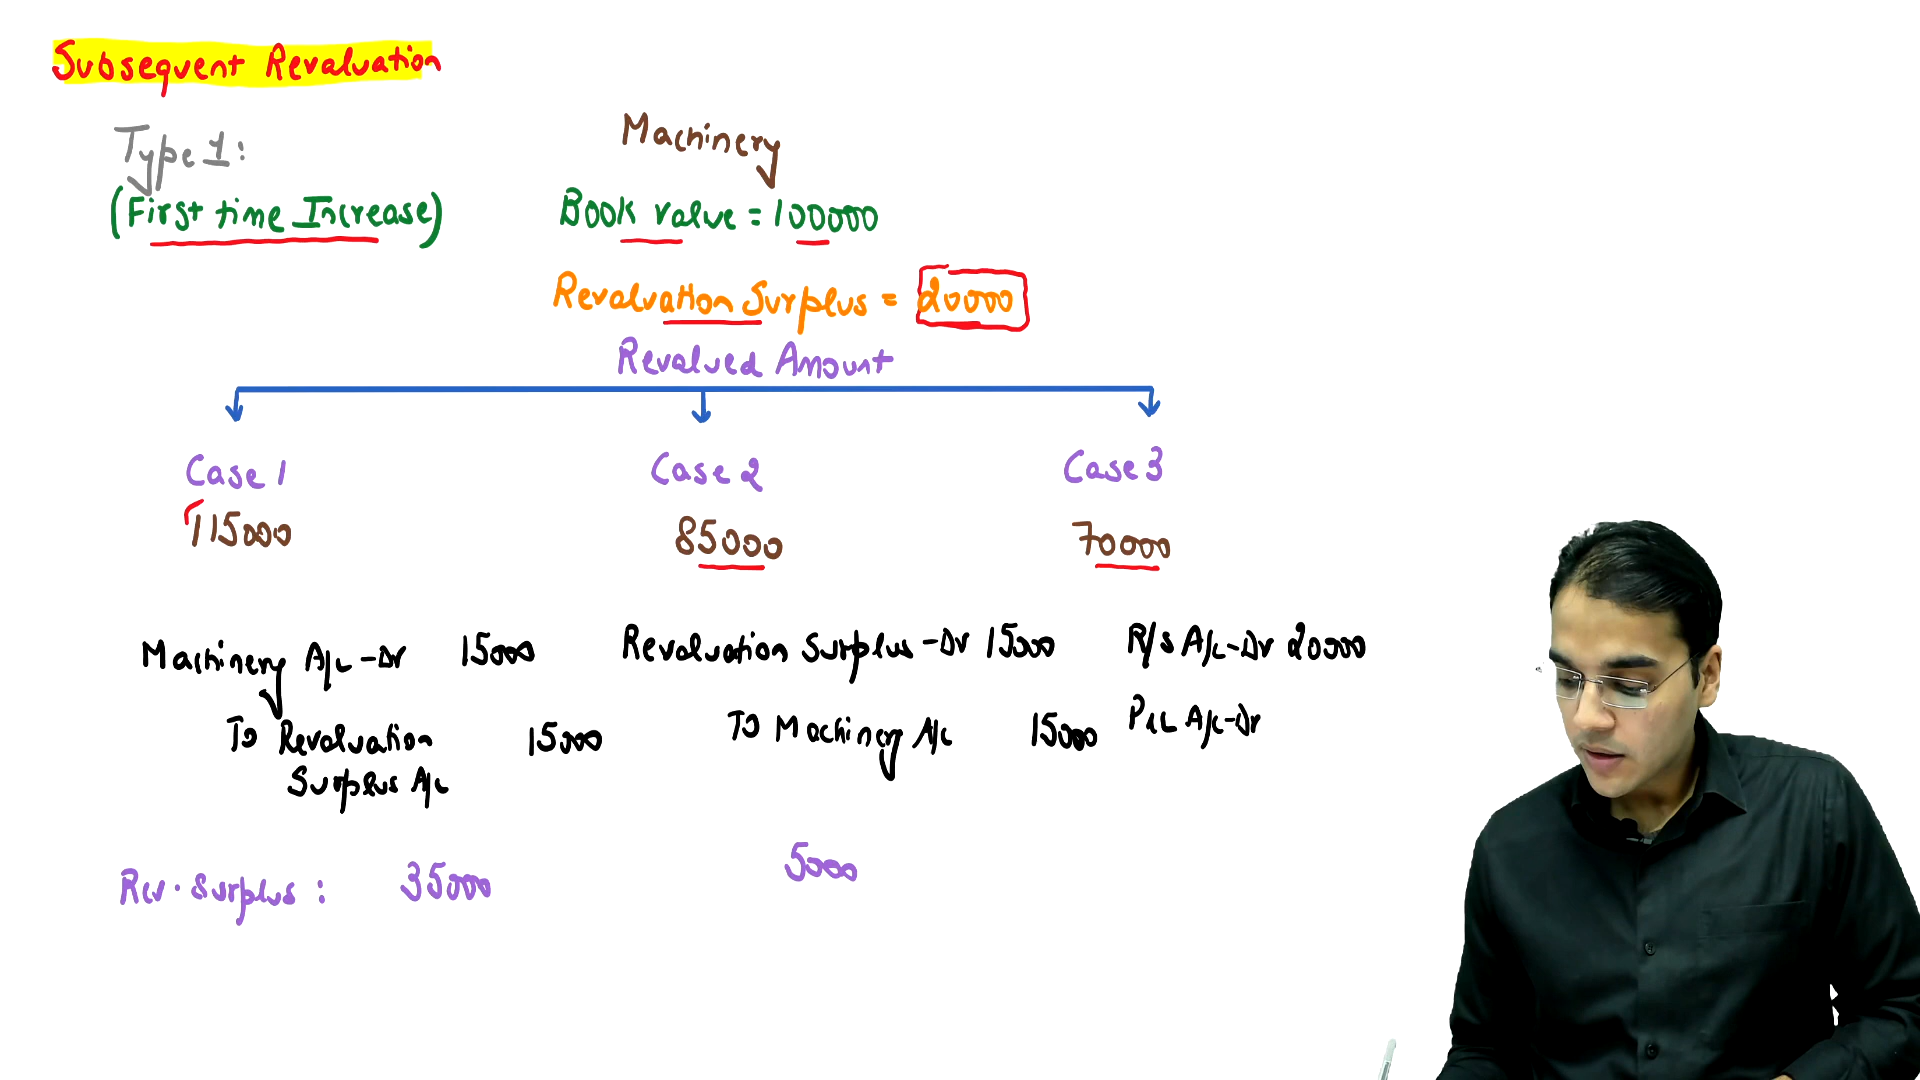 Subsequent Revaluation
Type 1:
(First time Increase)
Machinery
Book value = 100000
Revaluation Surplus = 20000
Revalued Amount
Case 1
115000
Case 2
85000
Case 3
70000
Machinery A/c -Dr 15000
To Revaluation 15000
Surplus A/c
Revaluation Surplus -Dr 15000
To Machinery A/c 15000
R/s A/c -Dr 20000
P&L A/c -Dr
Rev. Surplus : 35000
5000